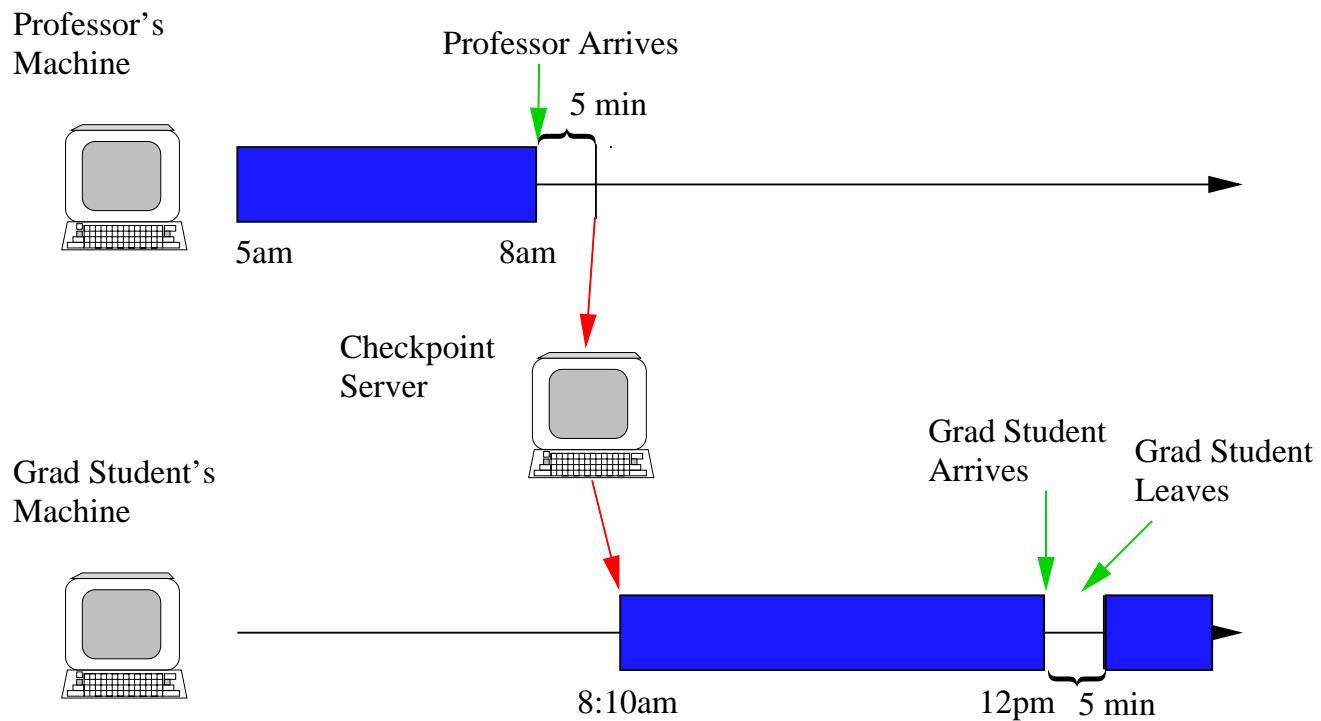 Professor's
Machine
Professor Arrives
5 min
5am
8am
Checkpoint
Server
Grad Student
Arrives
Grad Student
Leaves
Grad Student's
Machine
8:10am
12pm
5 min